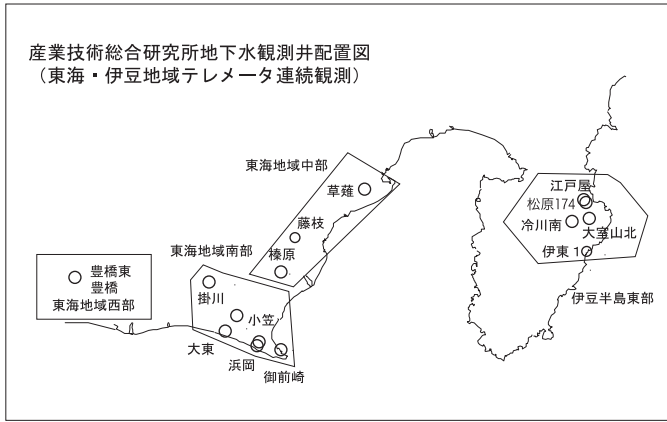 産業技術総合研究所地下水観測井配置図
（東海・伊豆地域テレメータ連続観測）
東海地域中部
草薙
藤枝
榛原
東海地域南部
掛川
小笠
大東
浜岡
御前崎
豊橋東
豊橋
東海地域西部
江戸屋
松原174
冷川南
大室山北
伊東1
伊豆半島東部